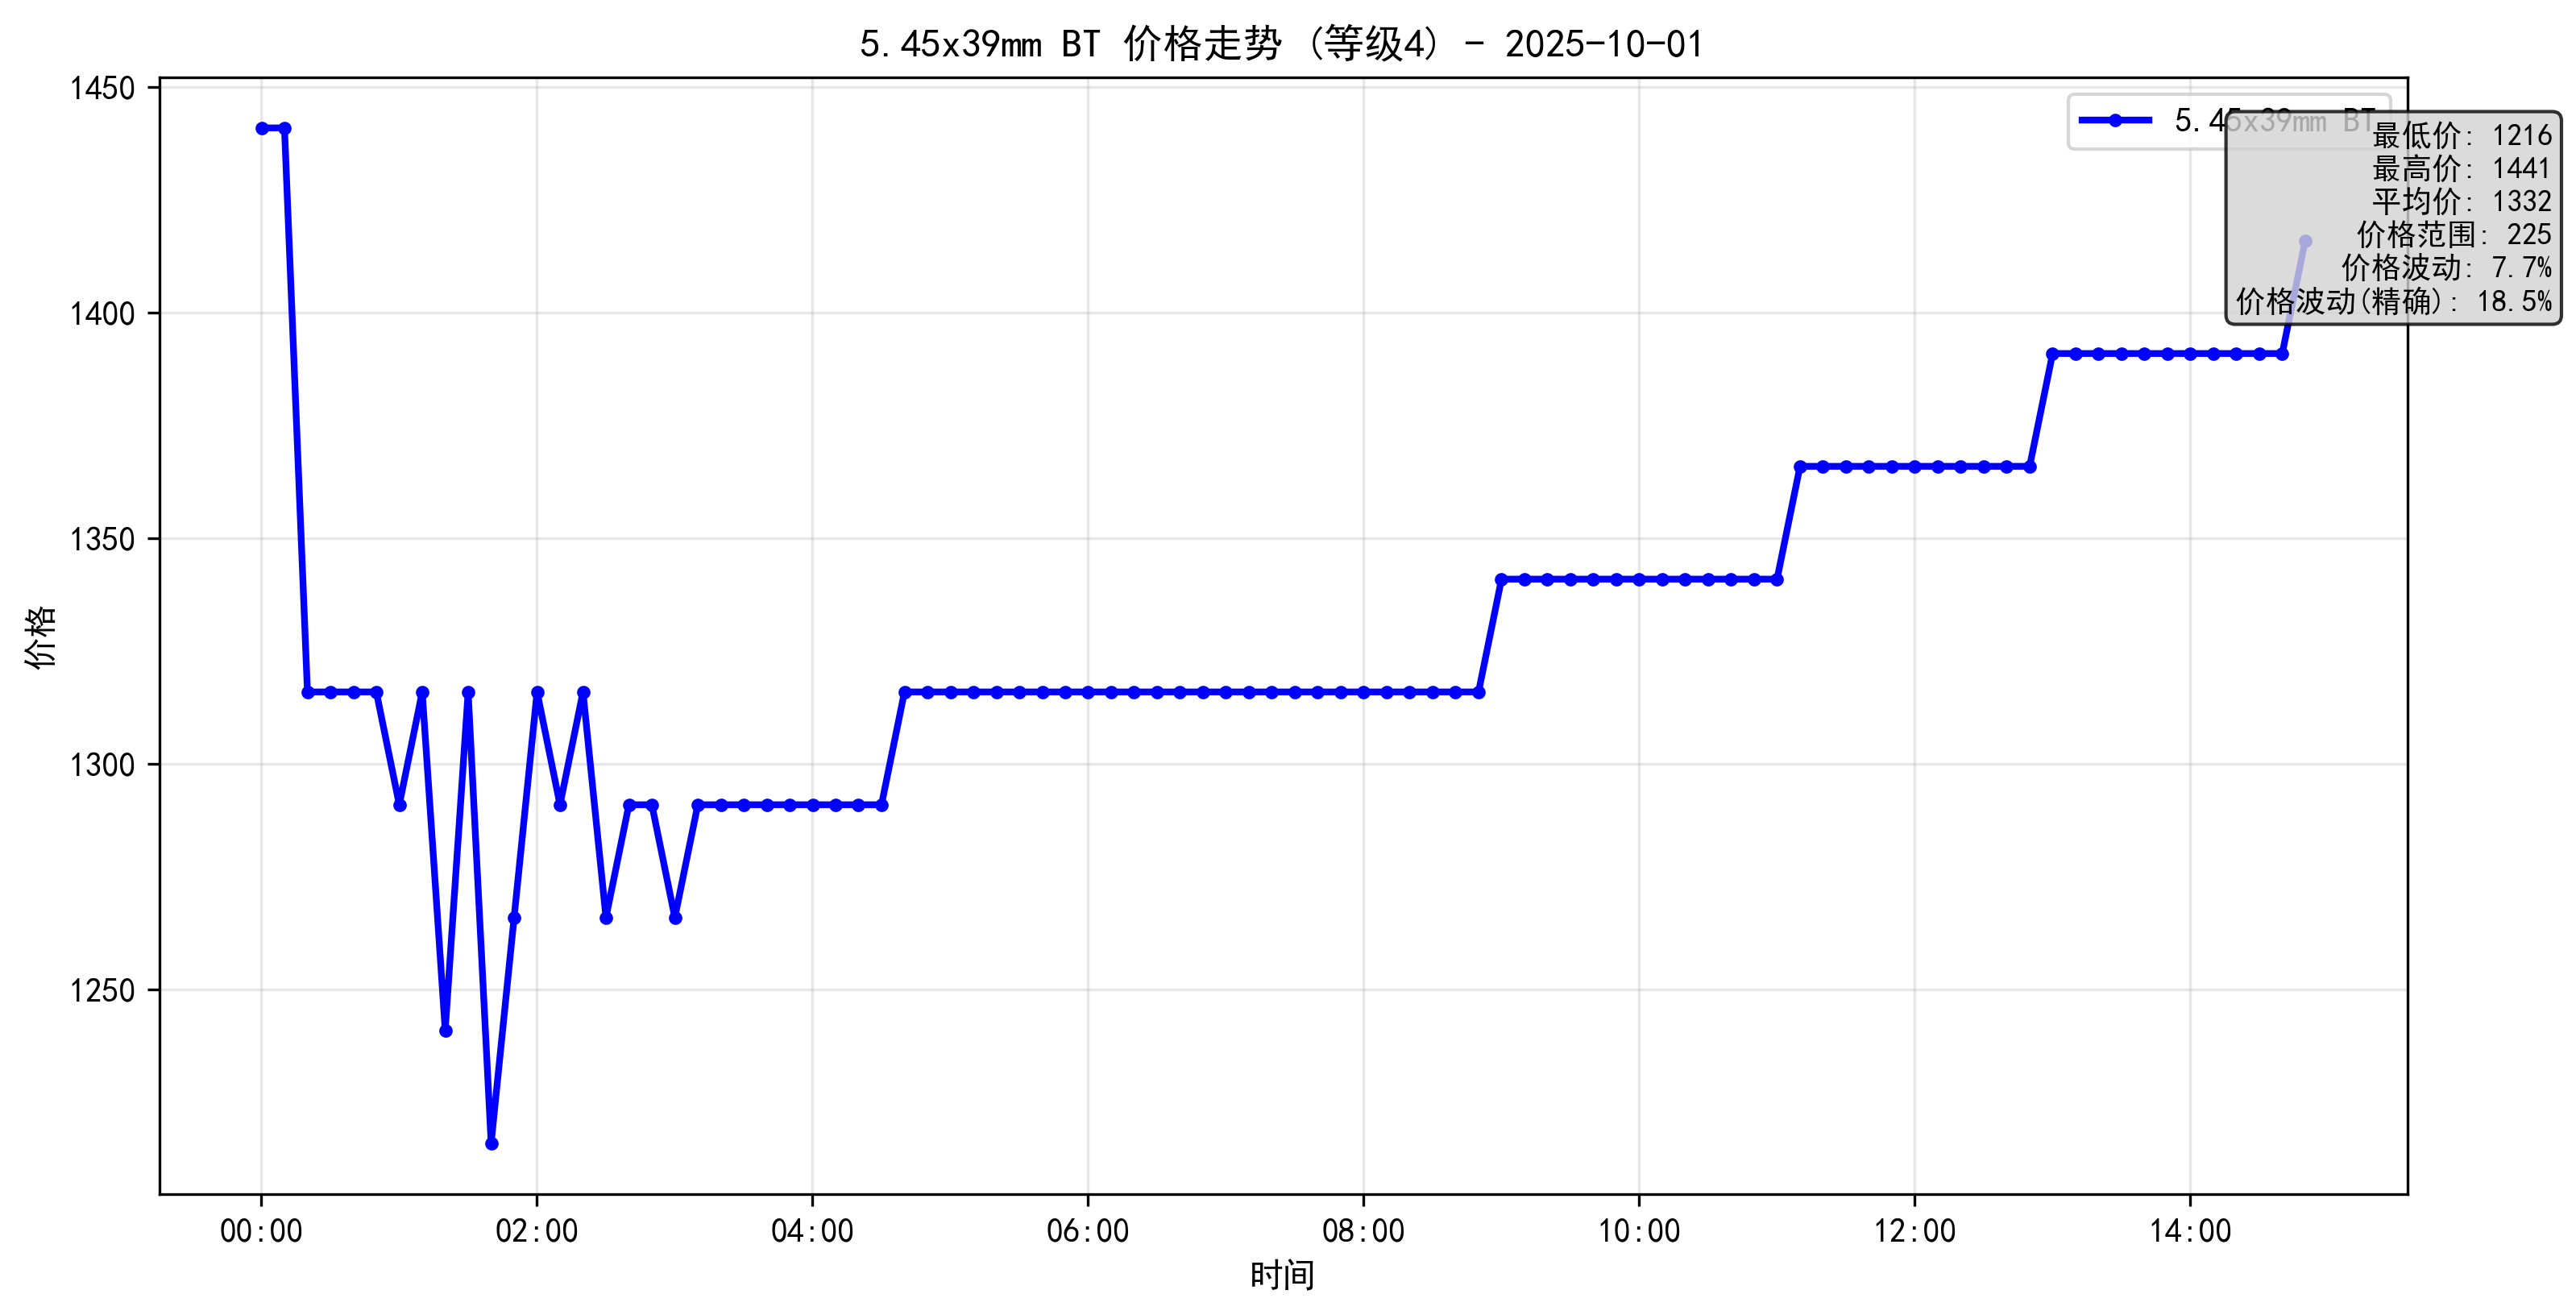 5.45x39mm BT 价格走势 (等级4) - 2025-10-01
价格
1450
1400
1350
1300
1250
5.45x39mm BT
最低价: 1216
最高价: 1441
平均价: 1332
价格范围: 225
价格波动: 7.7%
价格波动(精确): 18.5%
00:00 02:00 04:00 06:00 08:00 10:00 12:00 14:00
时间